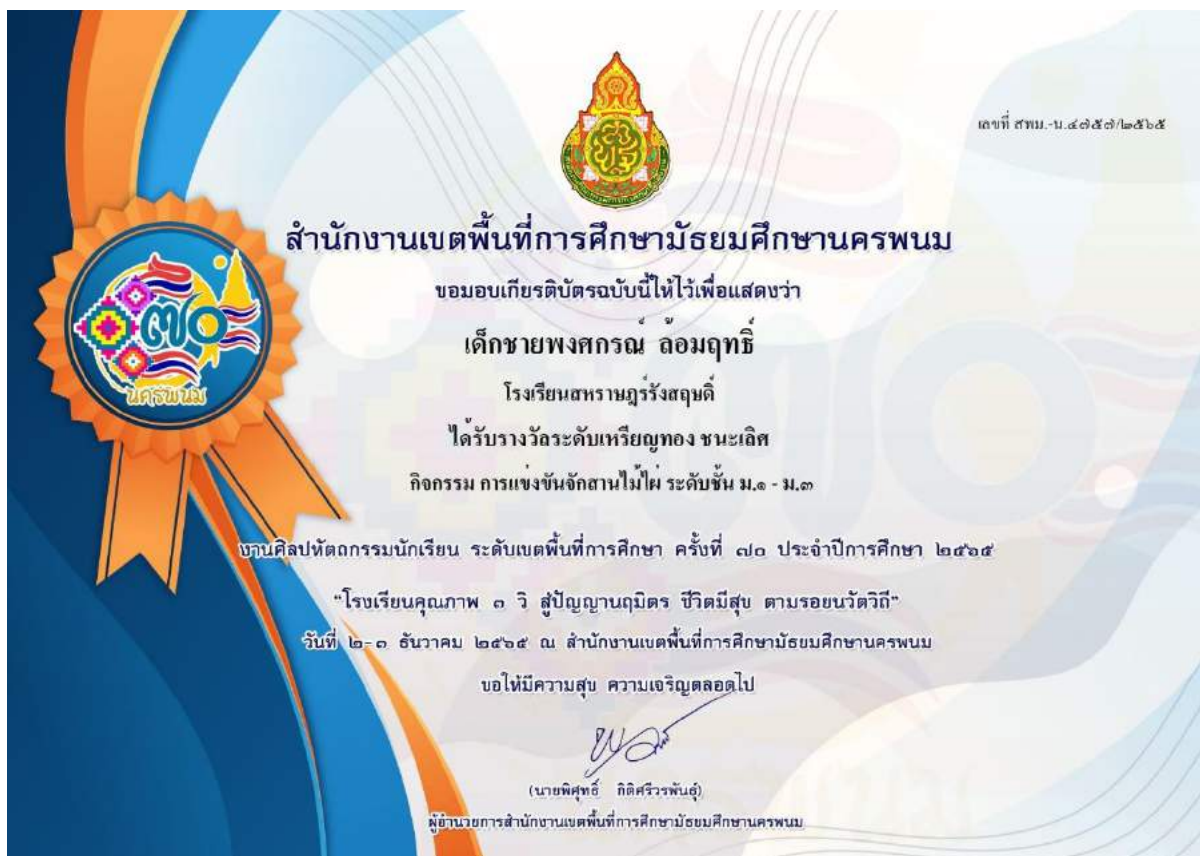 เลขที่ สพม.-น.๔๗๕๗/๒๕๖๕
สำนักงานเขตพื้นที่การศึกษามัธยมศึกษานครพนม
ขอมอบเกียรติบัตรฉบับนี้ให้ไว้เพื่อแสดงว่า
เด็กชายพงศกรณ์ ล้อมฤทธิ์
โรงเรียนสหราษฎร์รังสฤษดิ์
ได้รับรางวัลระดับเหรียญทอง ชนะเลิศ
กิจกรรม การแข่งขันจักสานไม้ไผ่ ระดับชั้น ม.๑ - ม.๓
๗๐
นครพนม
งานศิลปหัตถกรรมนักเรียน ระดับเขตพื้นที่การศึกษา ครั้งที่ ๗๐ ประจำปีการศึกษา ๒๕๖๕
“โรงเรียนคุณภาพ ๓ วิ สู่ปัญญานฤมิตร ชีวิตมีสุข ตามรอยนวัตวิถี”
วันที่ ๒-๓ ธันวาคม ๒๕๖๕ ณ สำนักงานเขตพื้นที่การศึกษามัธยมศึกษานครพนม
ขอให้มีความสุข ความเจริญตลอดไป
(นายพิศุทธิ์ กิติศรีวรพันธุ์)
ผู้อำนวยการสำนักงานเขตพื้นที่การศึกษามัธยมศึกษานครพนม